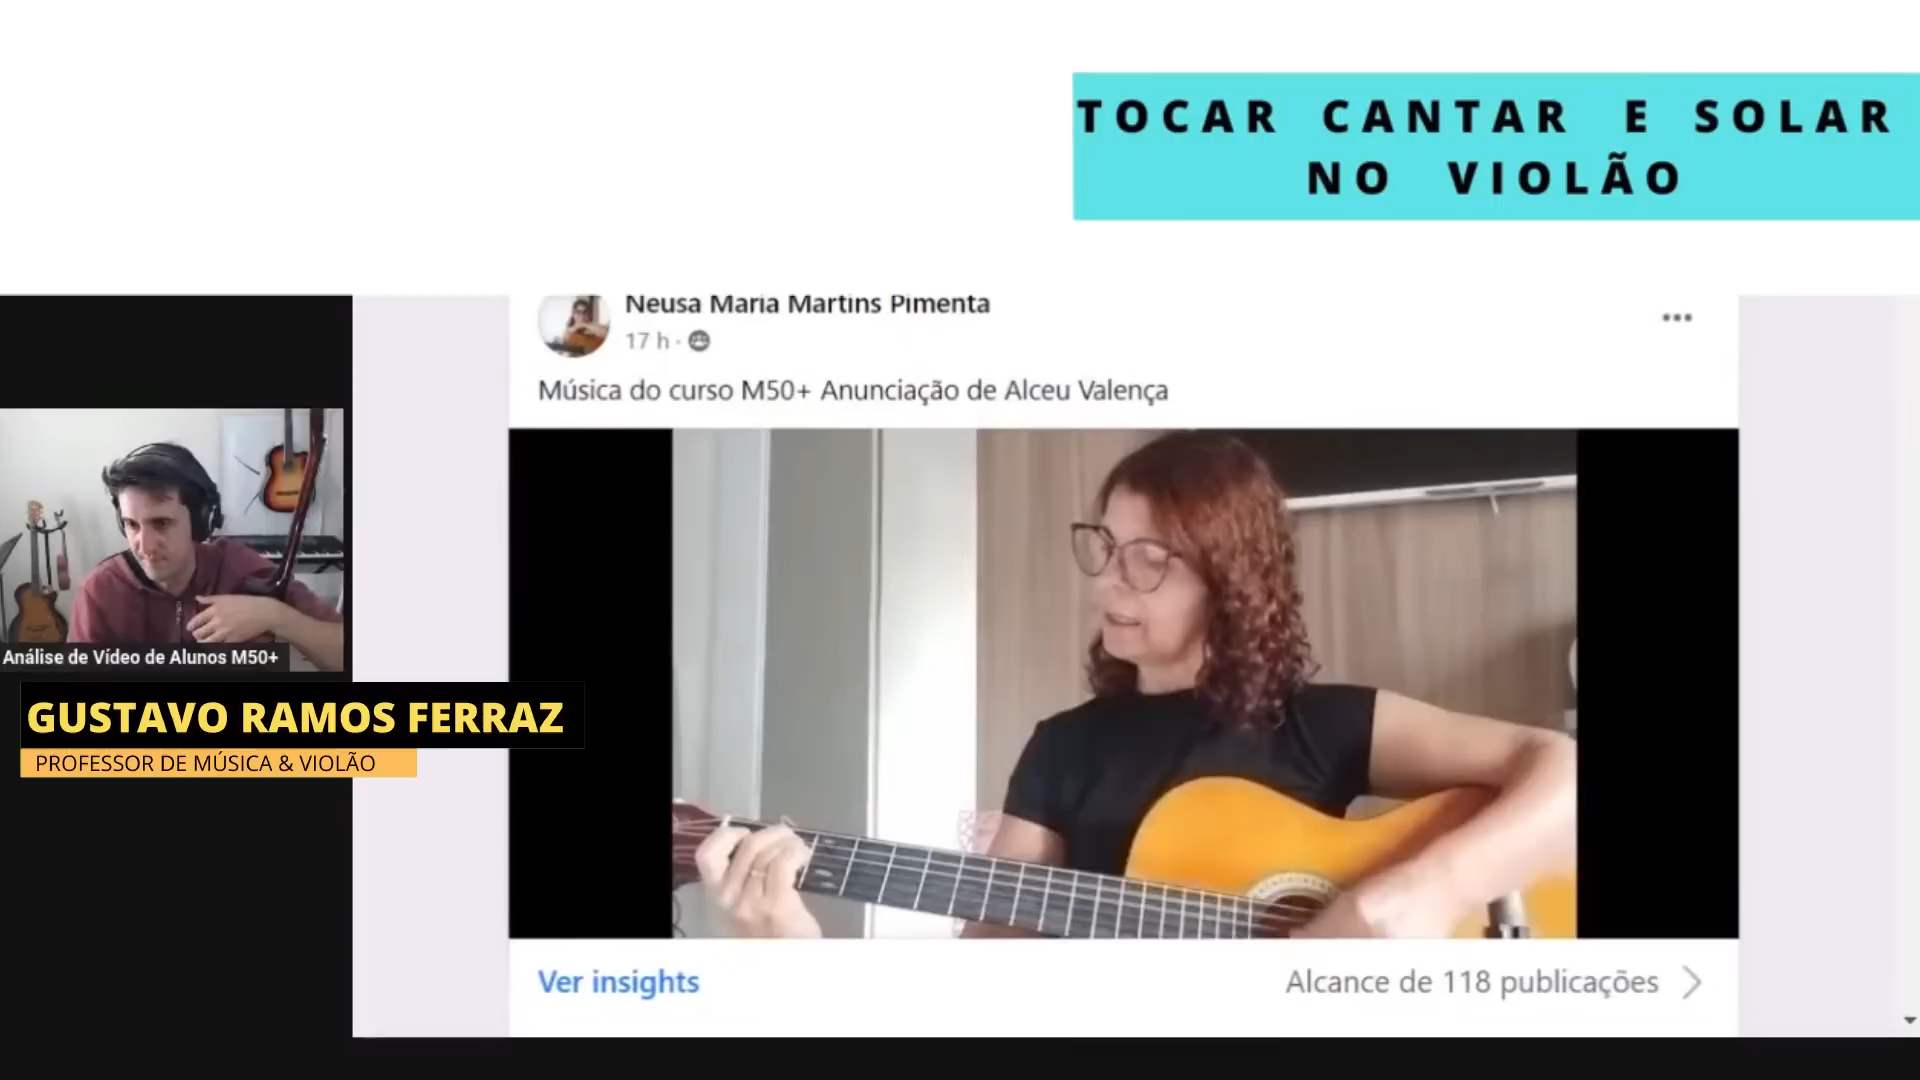 TOCAR CANTAR E SOLAR
NO VIOLÃO
Neusa Maria Martins Pimenta
17 h ·
Música do curso M50+ Anunciação de Alceu Valença
Análise de Vídeo de Alunos M50+
GUSTAVO RAMOS FERRAZ
PROFESSOR DE MÚSICA & VIOLÃO
Ver insights
Alcance de 118 publicações